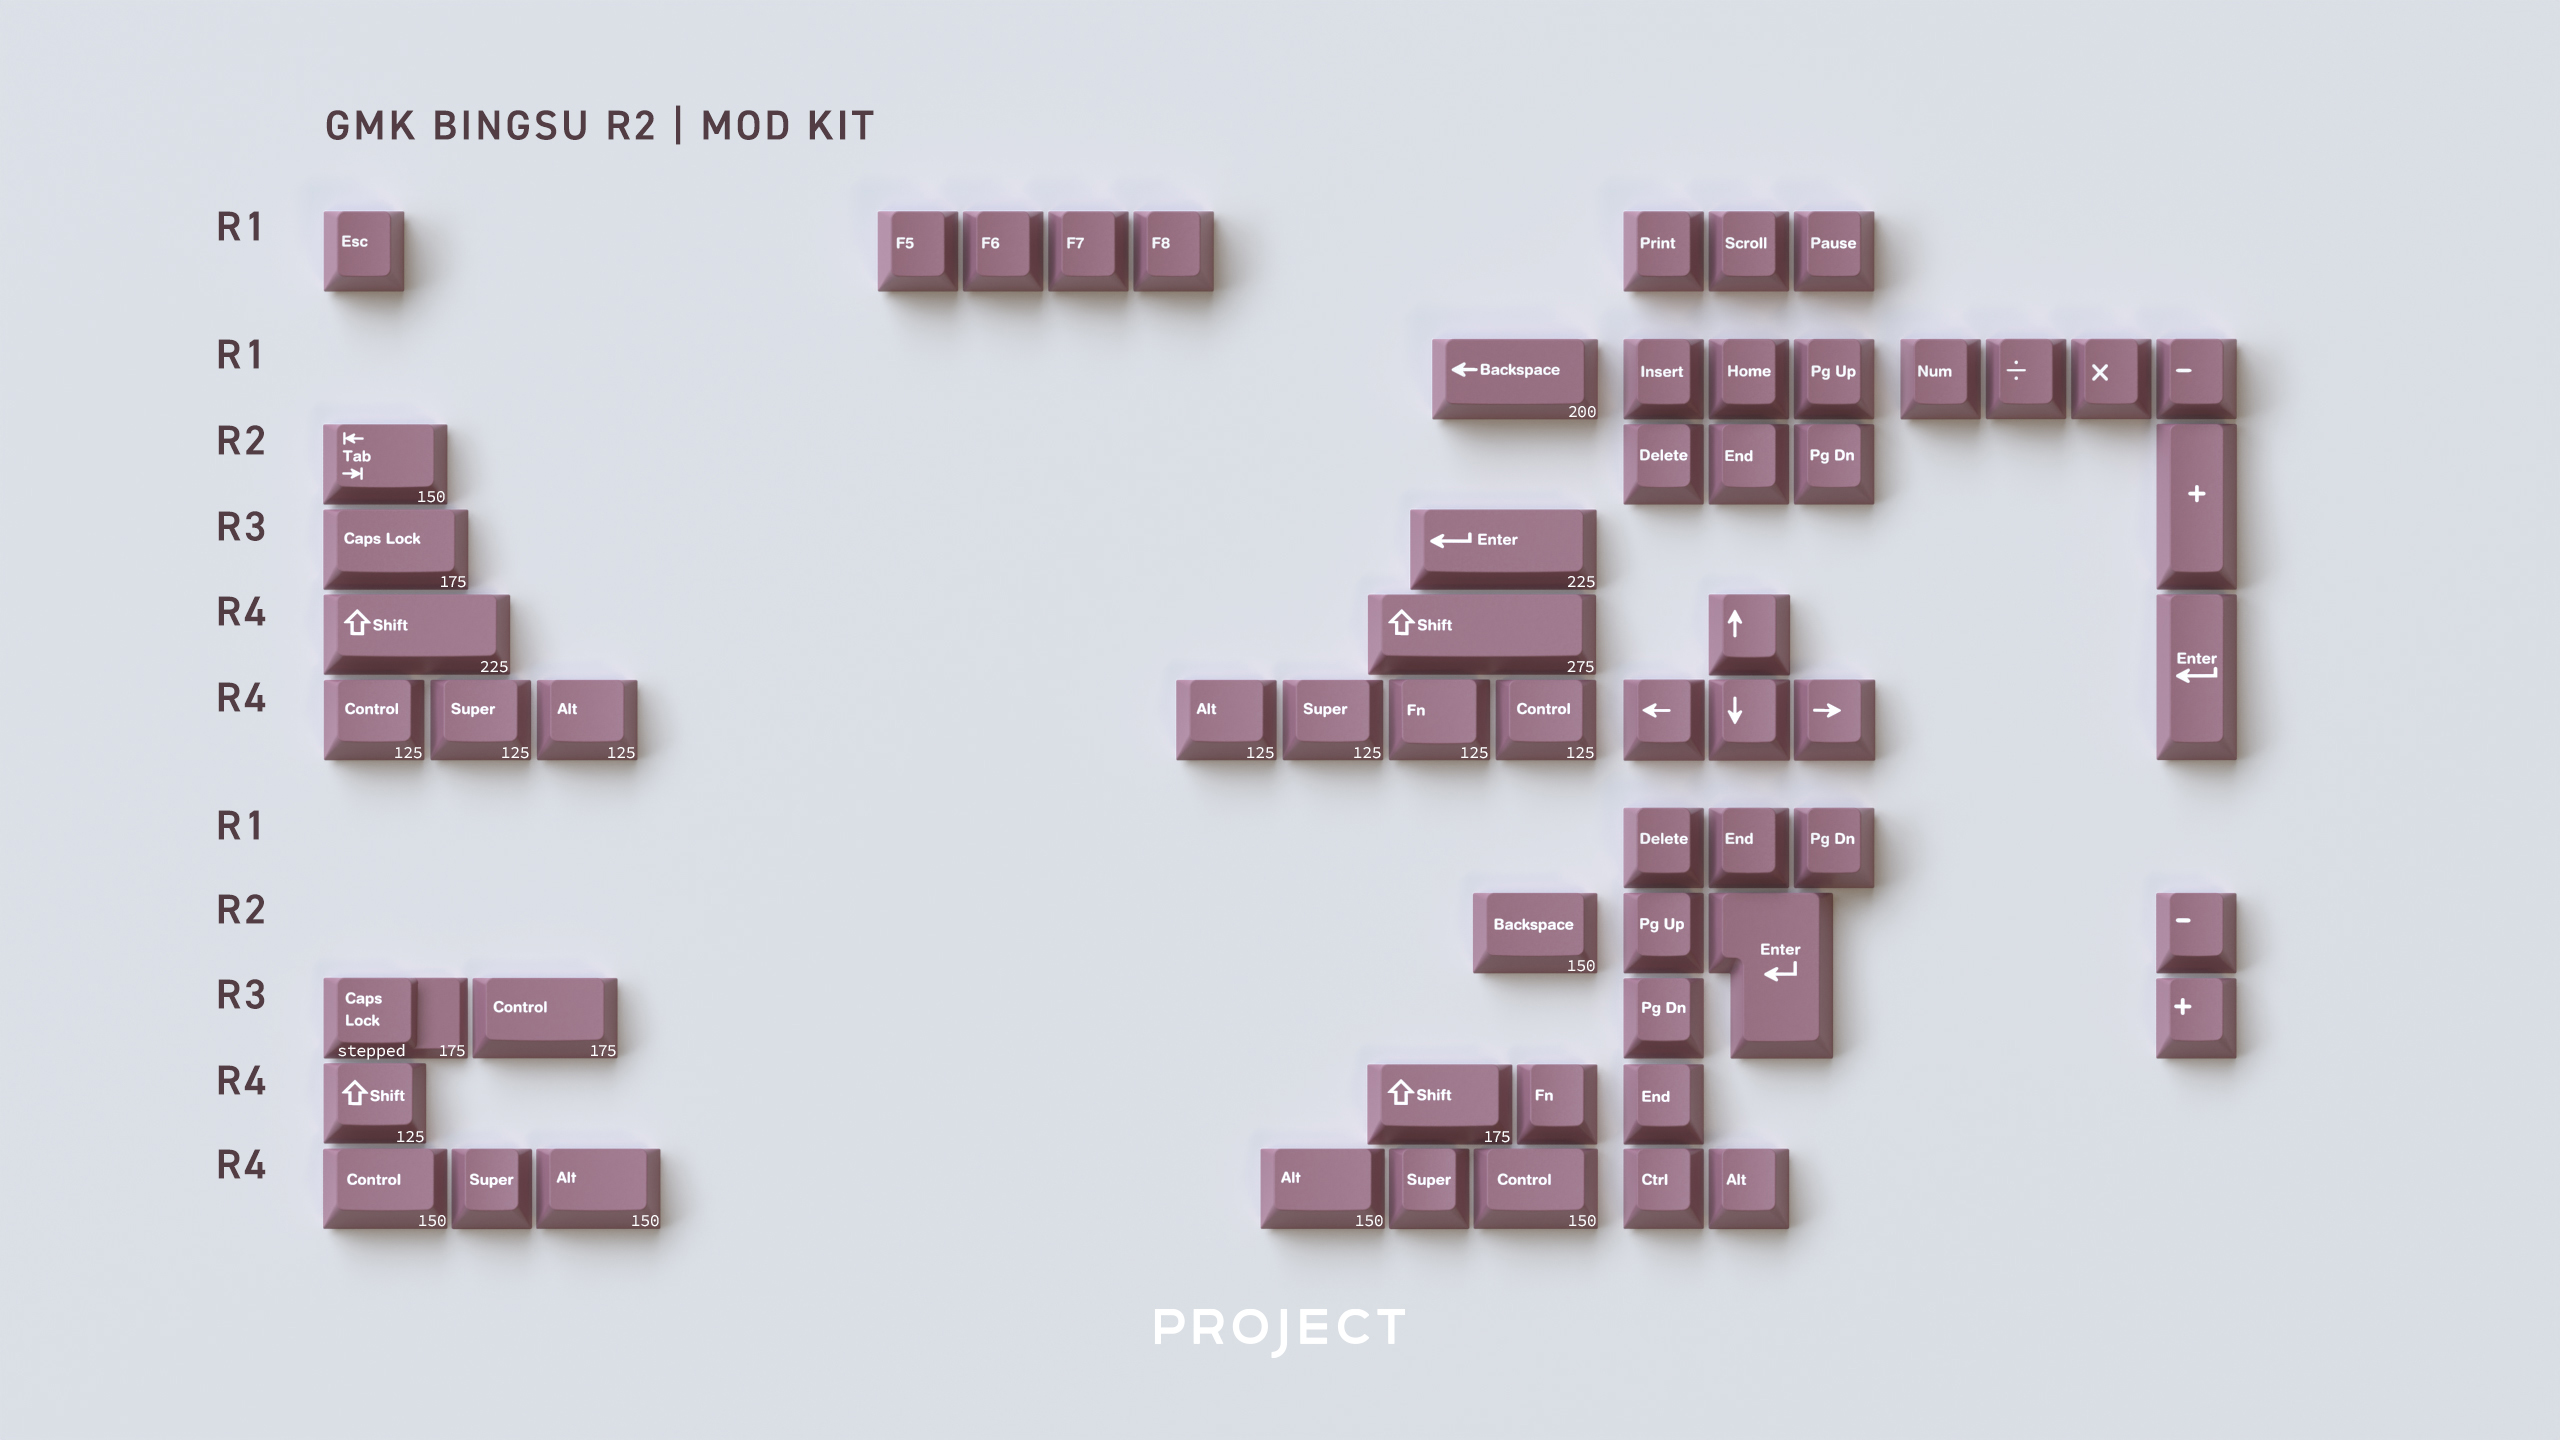 GMK BINGSU R2 | MOD KIT
R1
Esc
F5
F6
F7
F8
Print
Scroll
Pause
R1
←Backspace
200
Insert
Home
Pg Up
Num
÷
×
-
R2
⇤
Tab
⇥
150
Delete
End
Pg Dn
+
R3
Caps Lock
175
↵ Enter
225
R4
⇧Shift
225
⇧Shift
275
↑
Enter
↵
R4
Control
125
Super
125
Alt
125
Alt
125
Super
125
Fn
125
Control
125
←
↓
→
R1
Delete
End
Pg Dn
R2
Backspace
150
Pg Up
Enter
↵
-
R3
Caps
Lock
stepped
175
Control
175
Pg Dn
+
R4
⇧Shift
125
⇧Shift
175
Fn
End
R4
Control
150
Super
Alt
150
Alt
150
Super
Control
150
Ctrl
Alt
PROJECT